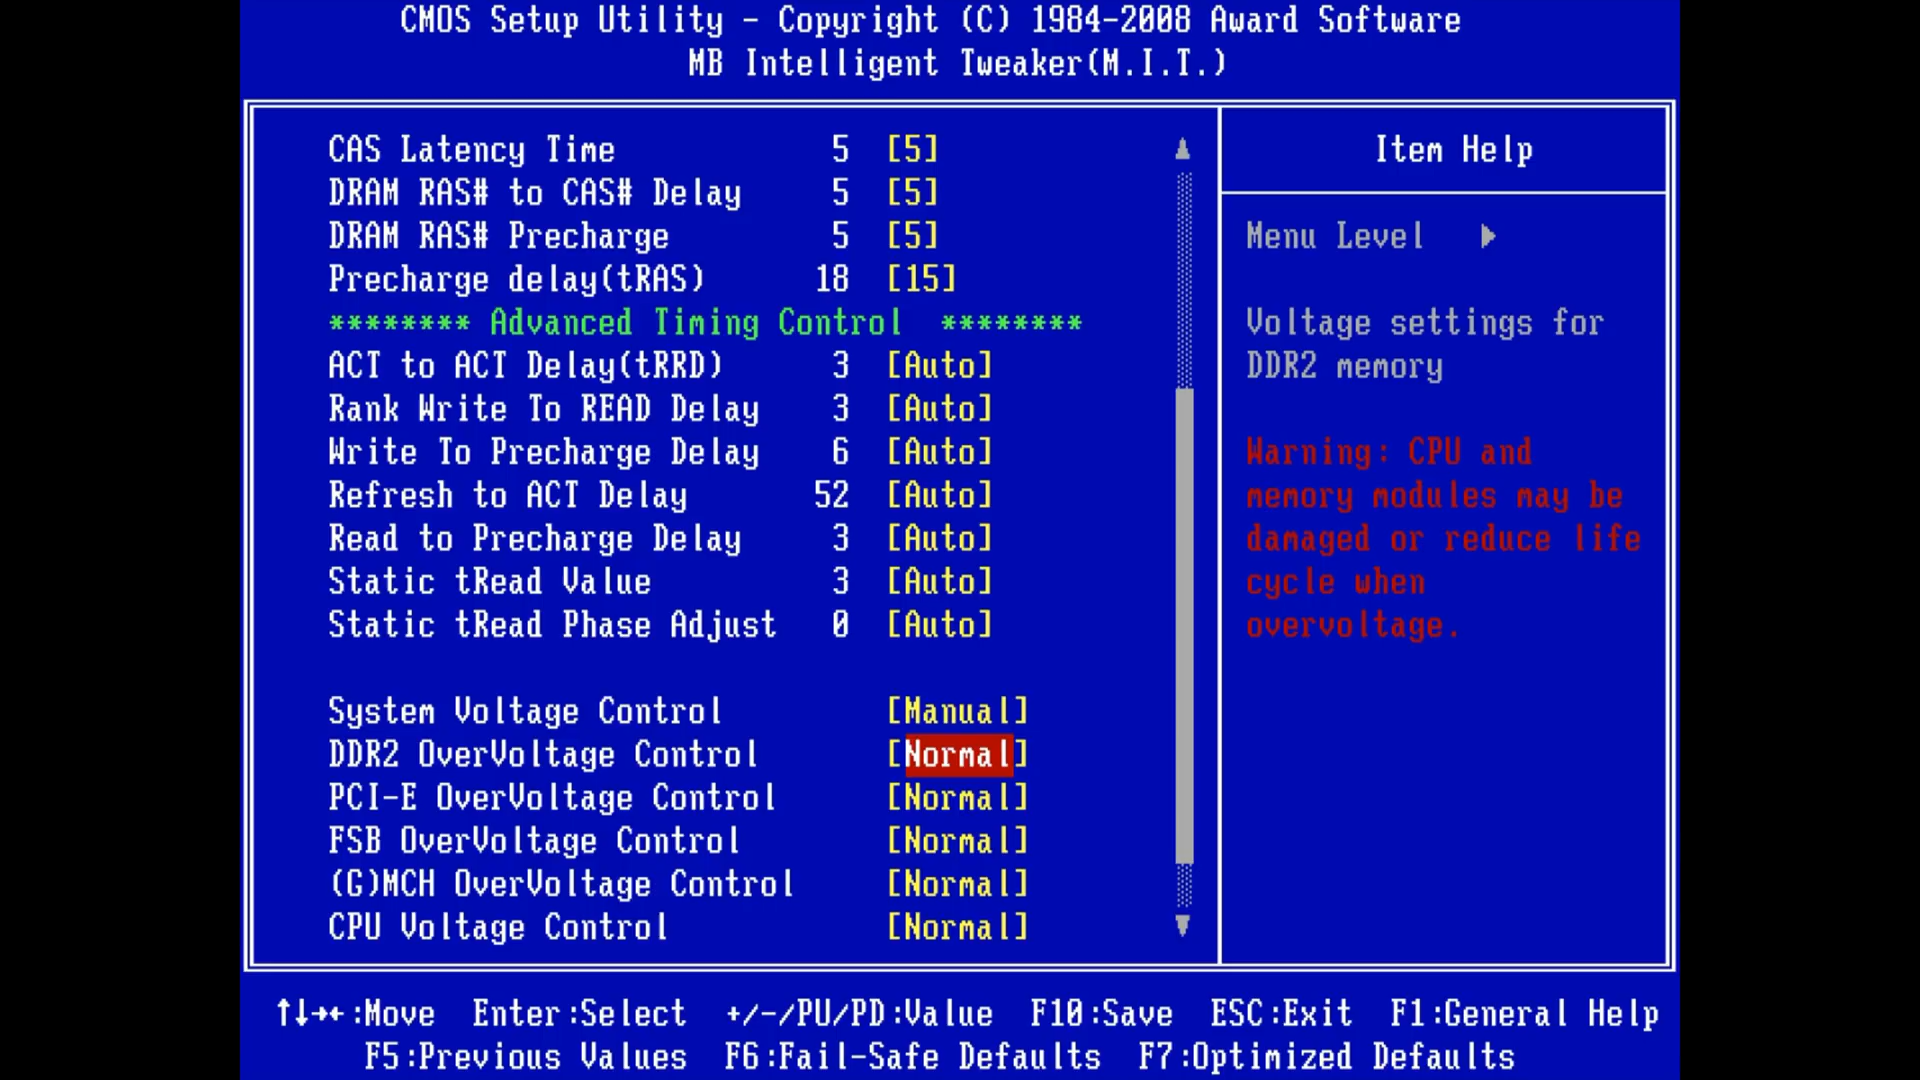 CMOS Setup Utility - Copyright (C) 1984-2008 Award Software
MB Intelligent Tweaker(M.I.T.)
CAS Latency Time 5 [5]
DRAM RAS# to CAS# Delay 5 [5]
DRAM RAS# Precharge 5 [5]
Precharge delay(tRAS) 18 [15]
******** Advanced Timing Control ********
ACT to ACT Delay(tRRD) 3 [Auto]
Rank Write To READ Delay 3 [Auto]
Write To Precharge Delay 6 [Auto]
Refresh to ACT Delay 52 [Auto]
Read to Precharge Delay 3 [Auto]
Static tRead Value 3 [Auto]
Static tRead Phase Adjust 0 [Auto]
System Voltage Control [Manual]
DDR2 OverVoltage Control [Normal]
PCI-E OverVoltage Control [Normal]
FSB OverVoltage Control [Normal]
(G)MCH OverVoltage Control [Normal]
CPU Voltage Control [Normal]
Item Help
Menu Level ▶
Voltage settings for
DDR2 memory
Warning: CPU and
memory modules may be
damaged or reduce life
cycle when
overvoltage.
↑↓→←:Move Enter:Select +/-/PU/PD:Value F10:Save ESC:Exit F1:General Help
F5:Previous Values F6:Fail-Safe Defaults F7:Optimized Defaults